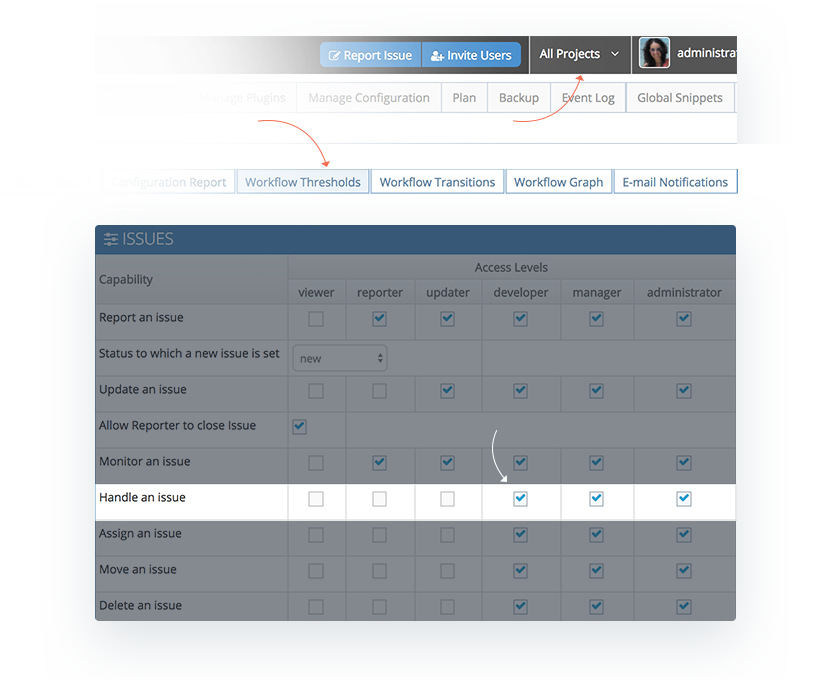 Report Issue Invite Users All Projects administra
Manage Plugins Manage Configuration Plan Backup Event Log Global Snippets
Configuration Report Workflow Thresholds Workflow Transitions Workflow Graph E-mail Notifications
ISSUES
Capability Access Levels
viewer reporter updater developer manager administrator
Report an issue
Status to which a new issue is set new
Update an issue
Allow Reporter to close Issue
Monitor an issue
Handle an issue
Assign an issue
Move an issue
Delete an issue